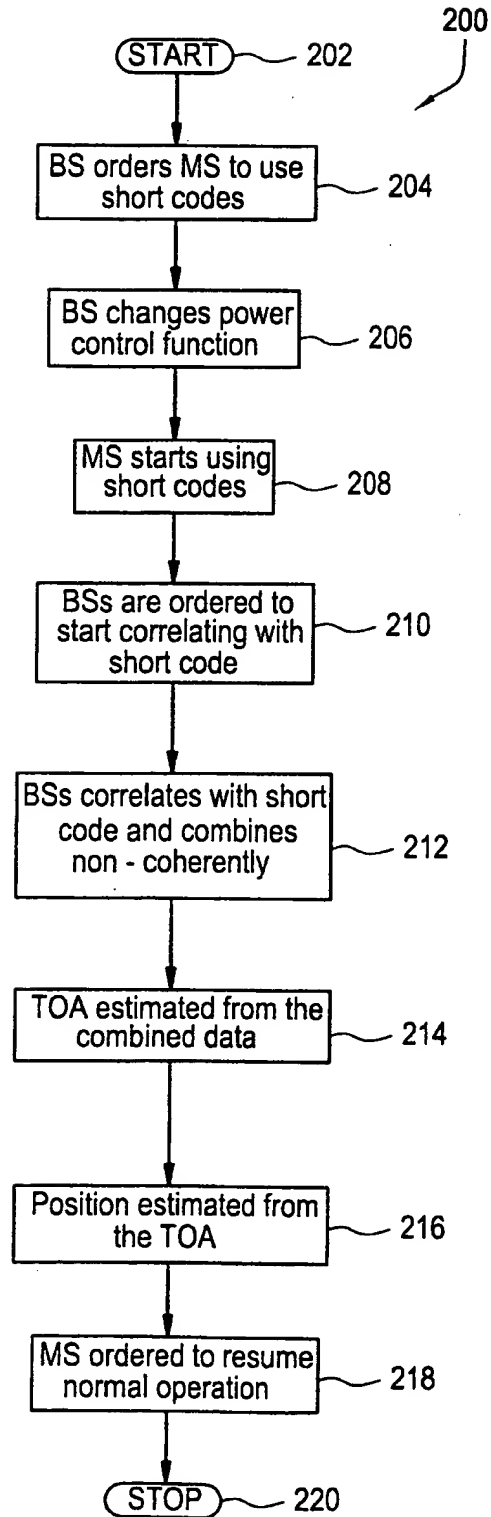 200
START 202
BS orders MS to use
short codes 204
BS changes power
control function 206
MS starts using
short codes 208
BSs are ordered to
start correlating with
short code 210
BSs correlates with short
code and combines
non - coherently 212
TOA estimated from the
combined data 214
Position estimated from
the TOA 216
MS ordered to resume
normal operation 218
STOP 220